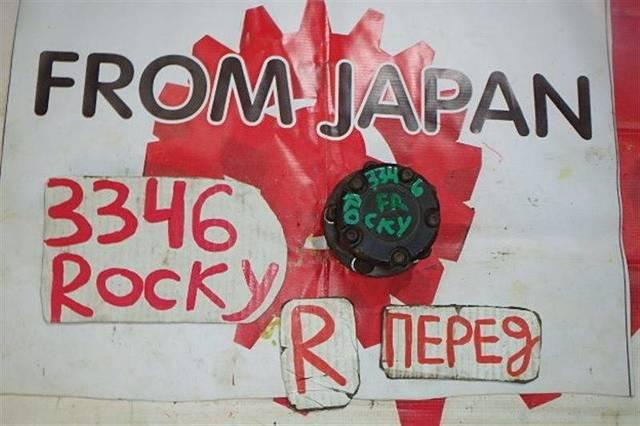 FROM JAPAN
3346
FR
ROCKY
3346
Rocky
R
ПЕРЕД